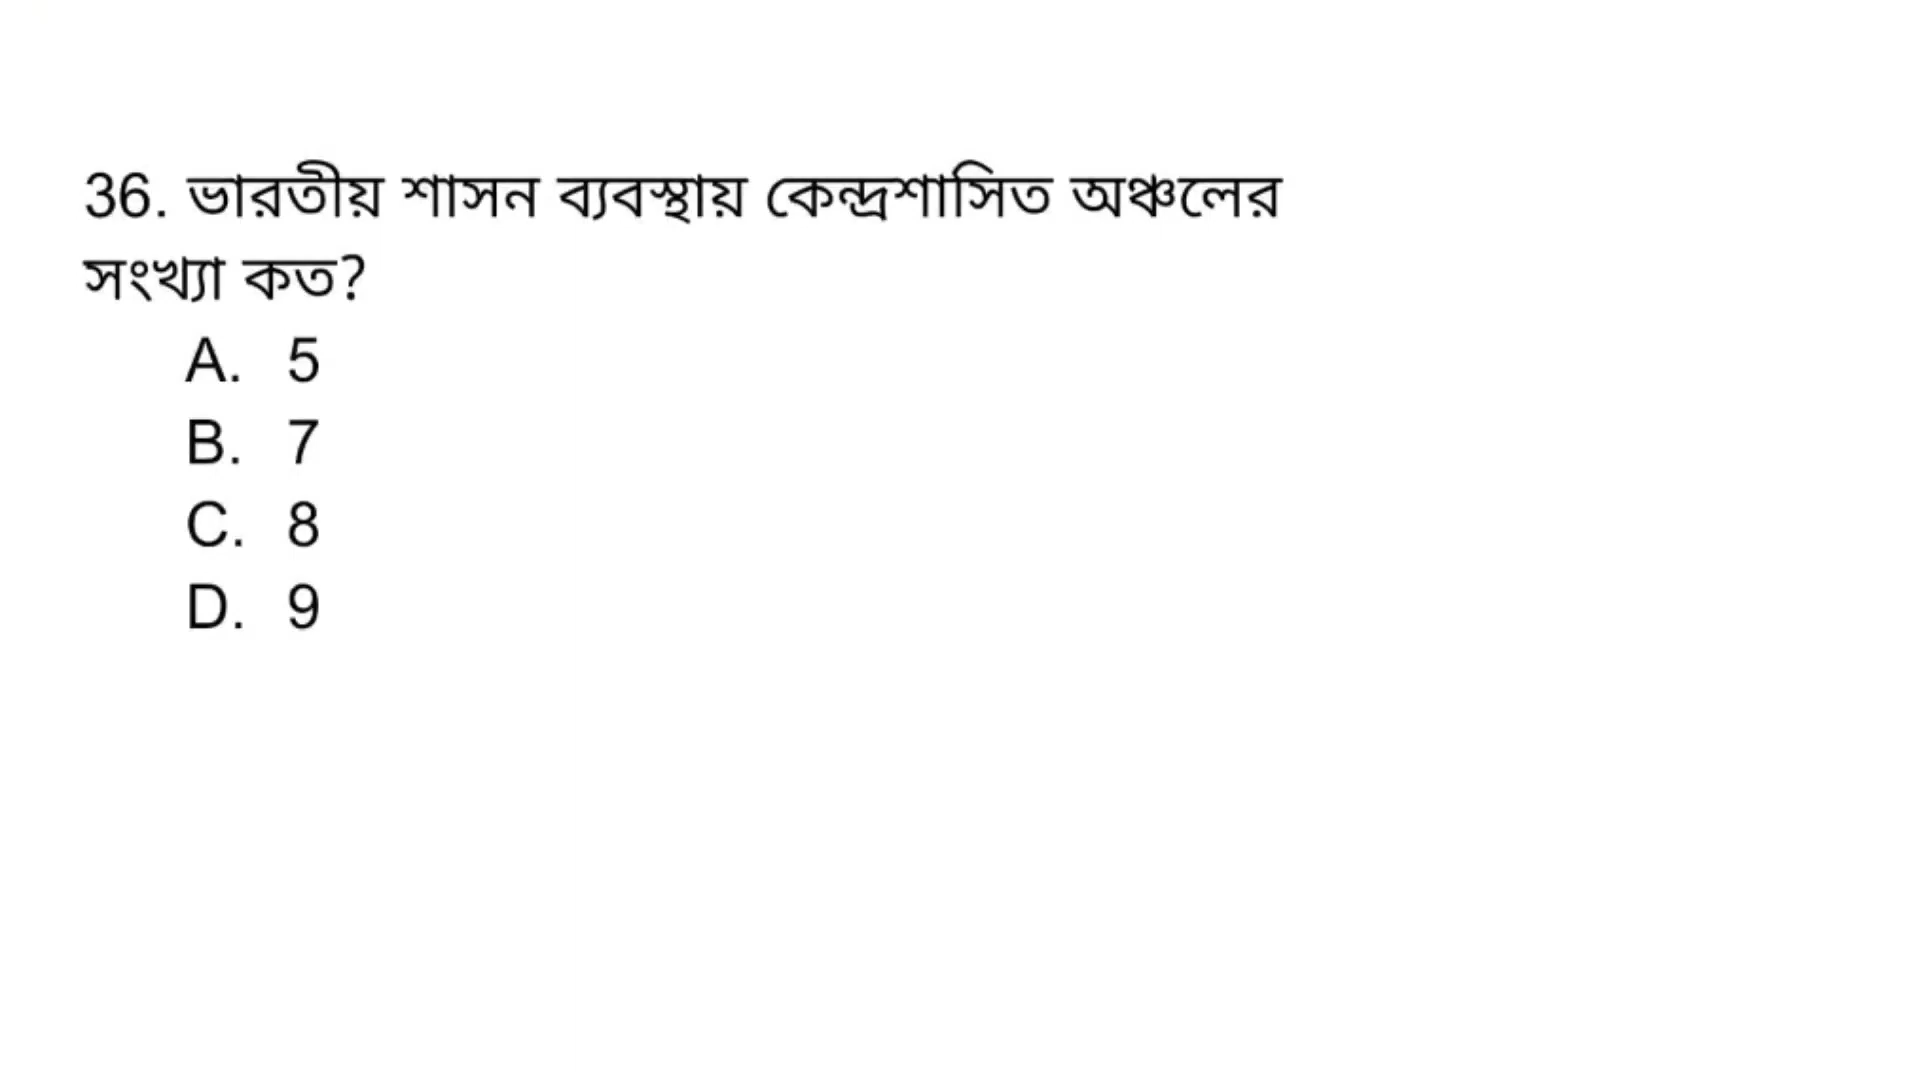 36. ভারতীয় শাসন ব্যবস্থায় কেন্দ্রশাসিত অঞ্চলের
সংখ্যা কত?
A. 5
B. 7
C. 8
D. 9